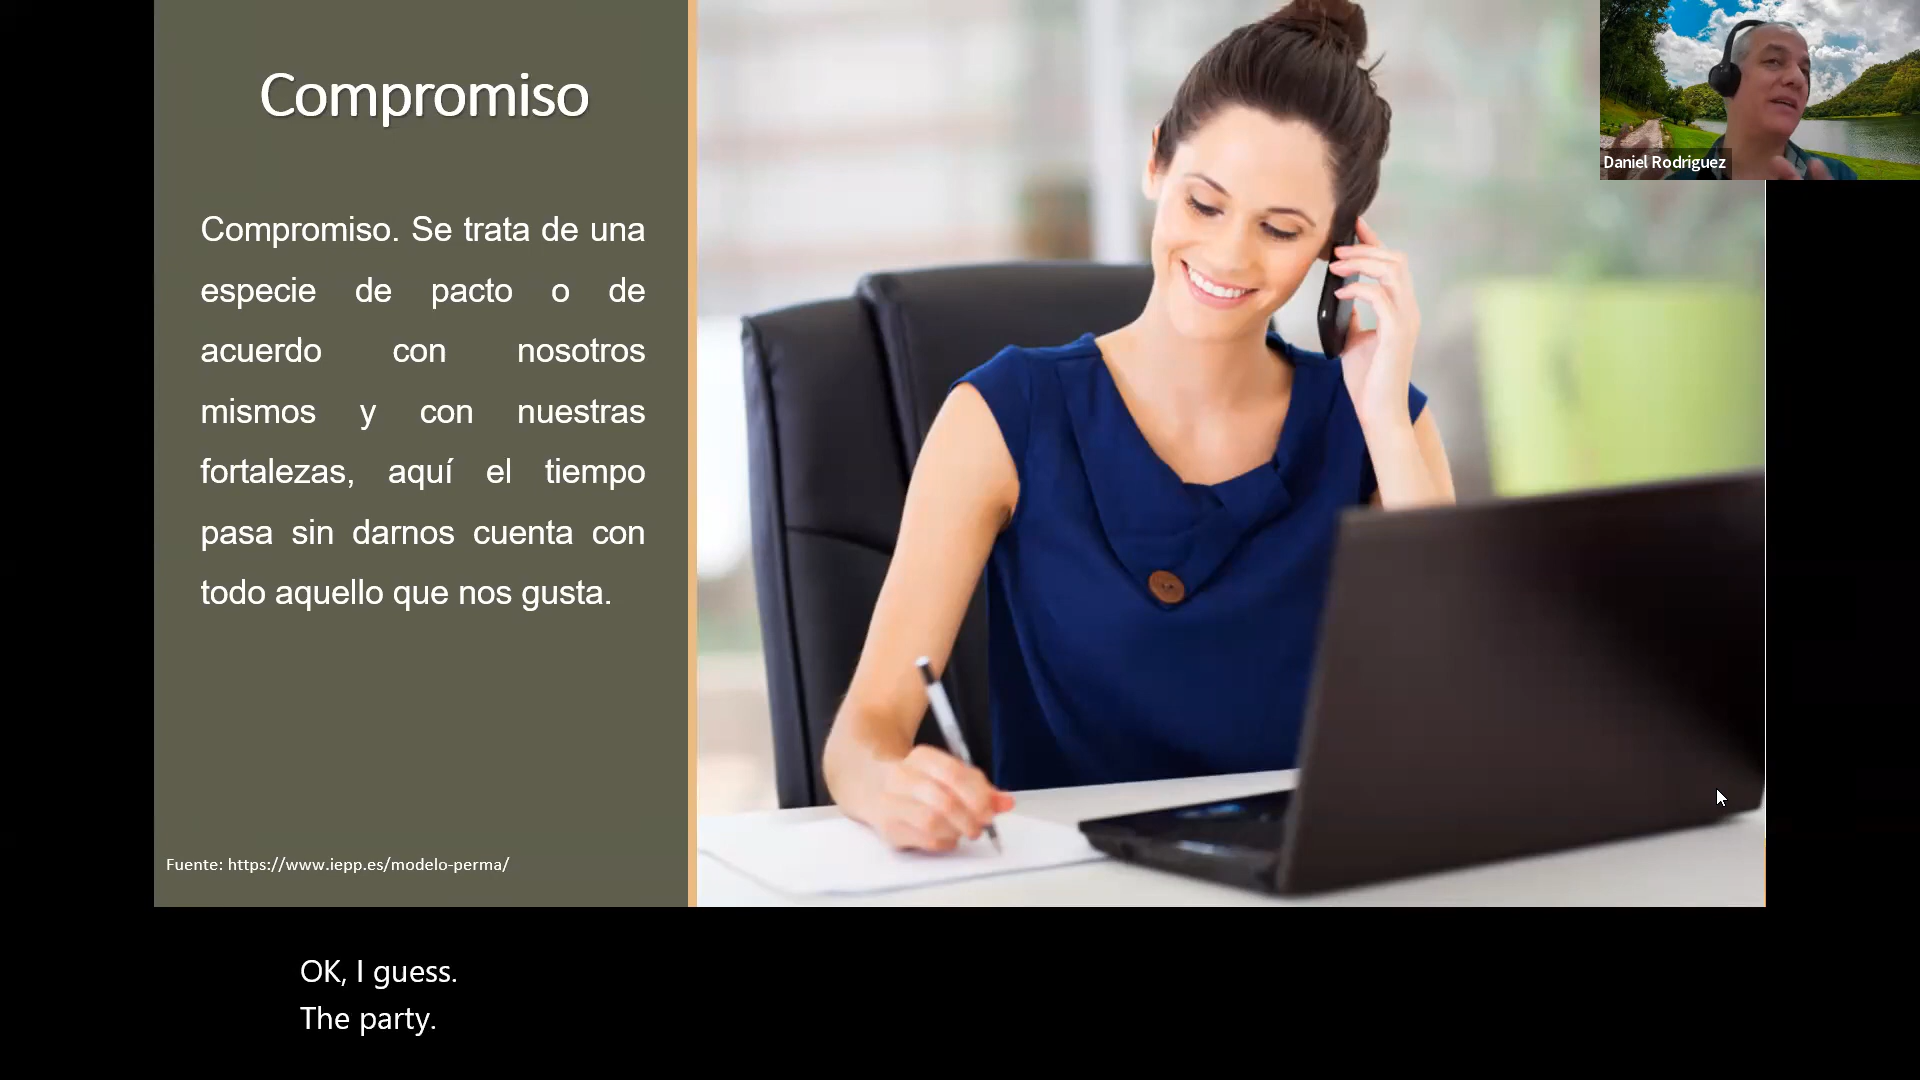 Compromiso
Compromiso. Se trata de una
especie de pacto o de
acuerdo con nosotros
mismos y con nuestras
fortalezas, aquí el tiempo
pasa sin darnos cuenta con
todo aquello que nos gusta.
Fuente: https://www.iepp.es/modelo-perma/
Daniel Rodriguez
OK, I guess.
The party.